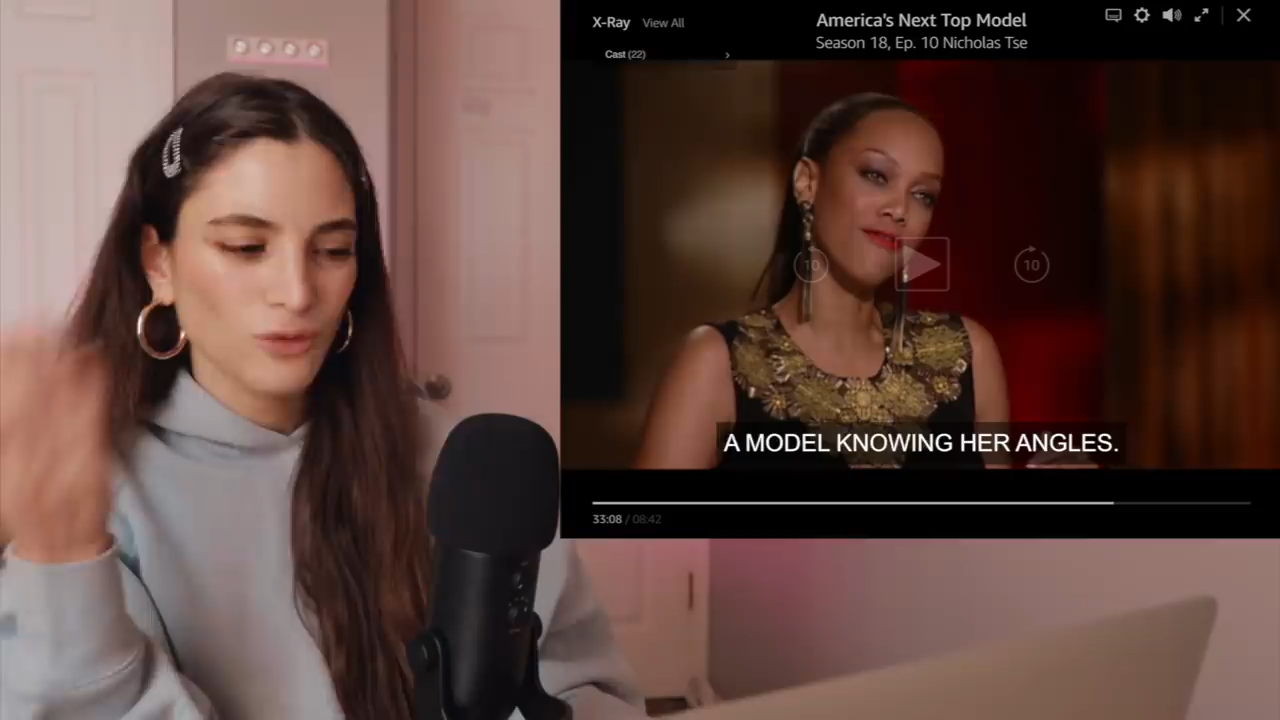 X-Ray View All
Cast (22)
America's Next Top Model
Season 18, Ep. 10 Nicholas Tse
10
10
A MODEL KNOWING HER ANGLES.
33:08 / 08:42